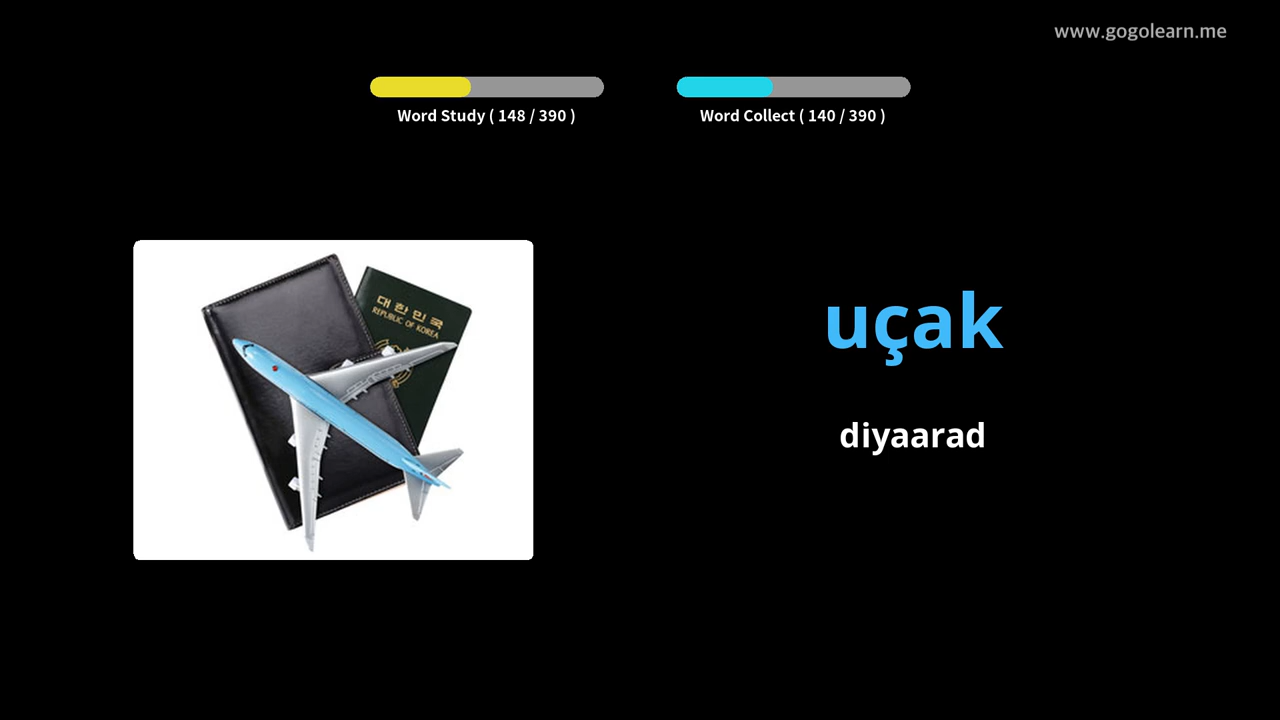 www.gogolearn.me
Word Study ( 148 / 390 )
Word Collect ( 140 / 390 )
대한민국
REPUBLIC OF KOREA
uçak
diyaarad